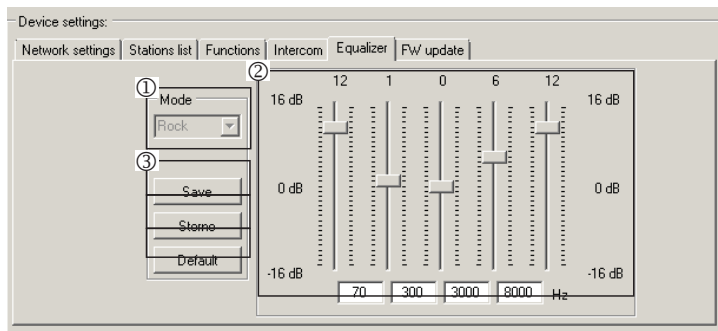 Device settings:
Network settings Stations list Functions Intercom Equalizer FW update
①
Mode
Rock
③
Save
Storno
Default
②
12 1 0 6 12
16 dB 16 dB
0 dB 0 dB
-16 dB -16 dB
70 300 3000 8000 Hz